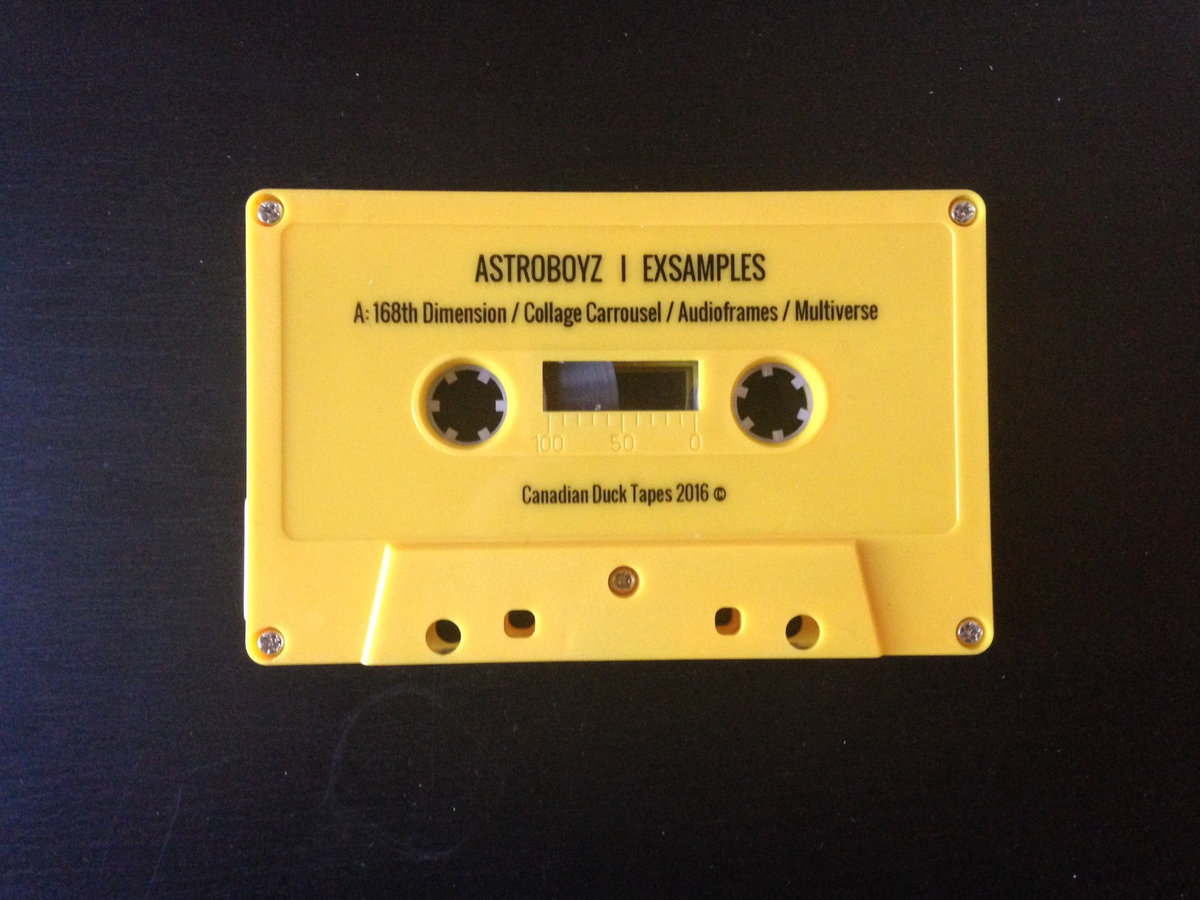 ASTROBOYZ | EXSAMPLES
A: 168th Dimension / Collage Carrousel / Audioframes / Multiverse
100 50 0
Canadian Duck Tapes 2016